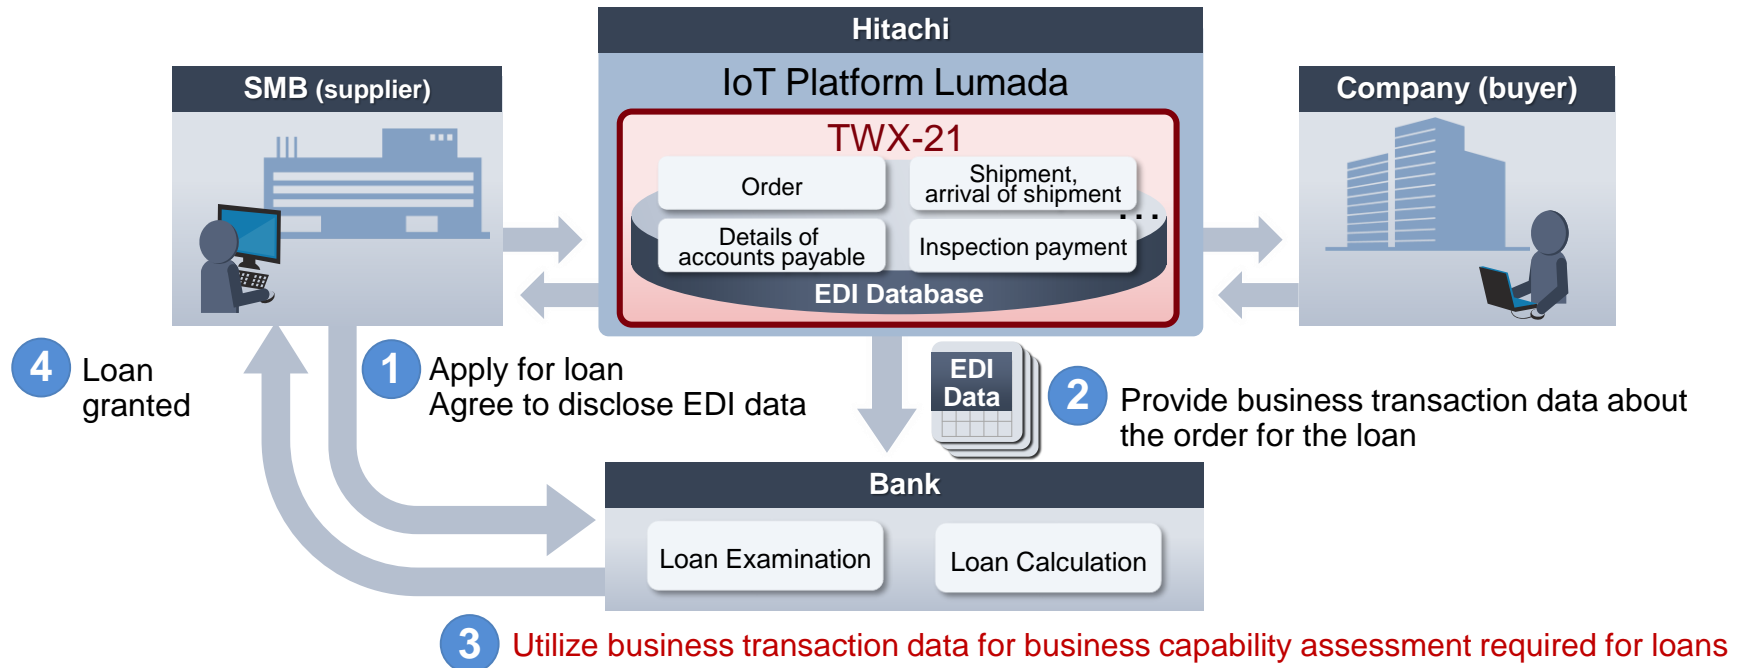 Hitachi
IoT Platform Lumada
SMB (supplier)
Company (buyer)
TWX-21
Order
Shipment,
arrival of shipment
...
Details of
accounts payable
Inspection payment
EDI Database
4
Loan
granted
1
Apply for loan
Agree to disclose EDI data
EDI
Data
2
Provide business transaction data about
the order for the loan
Bank
Loan Examination
Loan Calculation
3
Utilize business transaction data for business capability assessment required for loans